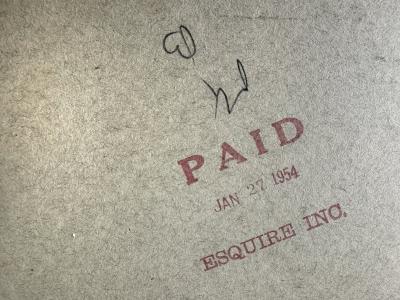 PAID
JAN 27 1954
ESQUIRE INC.